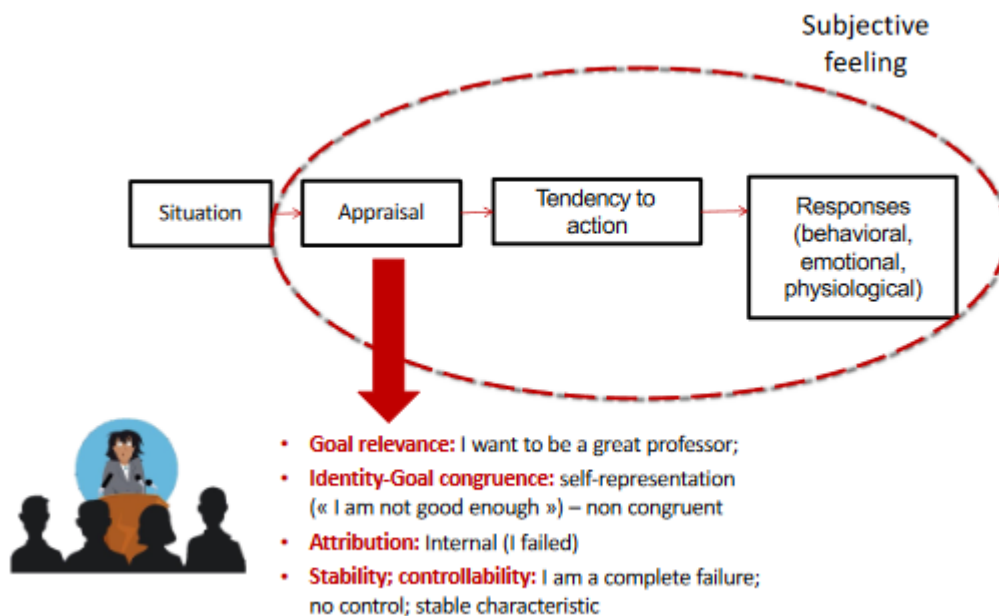 Subjective
feeling
Situation
Appraisal
Tendency to
action
Responses
(behavioral,
emotional,
physiological)
• Goal relevance: I want to be a great professor;
• Identity-Goal congruence: self-representation
(« I am not good enough ») – non congruent
• Attribution: Internal (I failed)
• Stability; controllability: I am a complete failure;
no control; stable characteristic